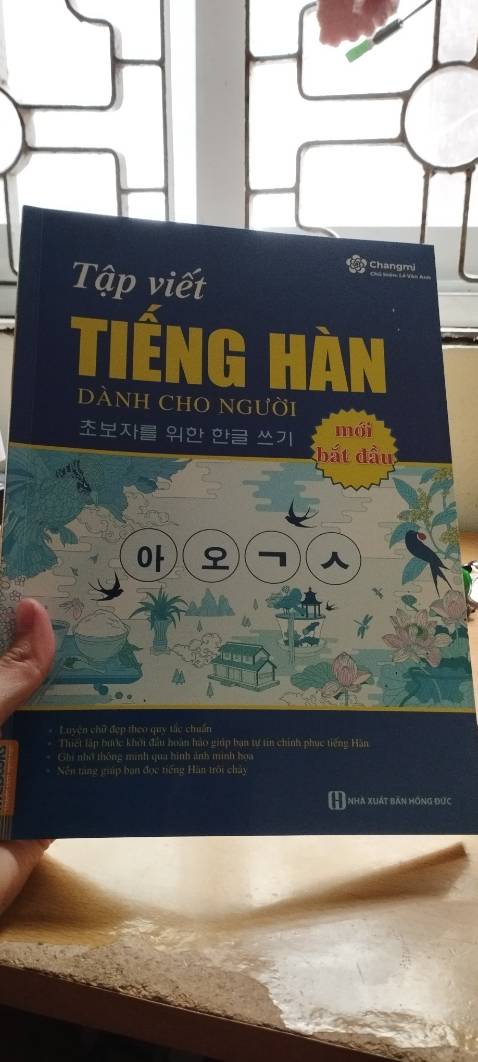 Changmi
Chủ biên: Lê Vân Anh
Tập viết
TIẾNG HÀN
DÀNH CHO NGƯỜI
mới
bắt đầu
초보자를 위한 한글 쓰기
아 오 ㄱ ㅅ
Luyện chữ đẹp theo quy tắc chuẩn
Thiết lập bước khởi đầu hoàn hảo giúp bạn tự tin chinh phục tiếng Hàn
Ghi nhớ thông minh qua hình ảnh minh họa
Nền tảng giúp bạn đọc tiếng Hàn trôi chảy
NHÀ XUẤT BẢN HỒNG ĐỨC